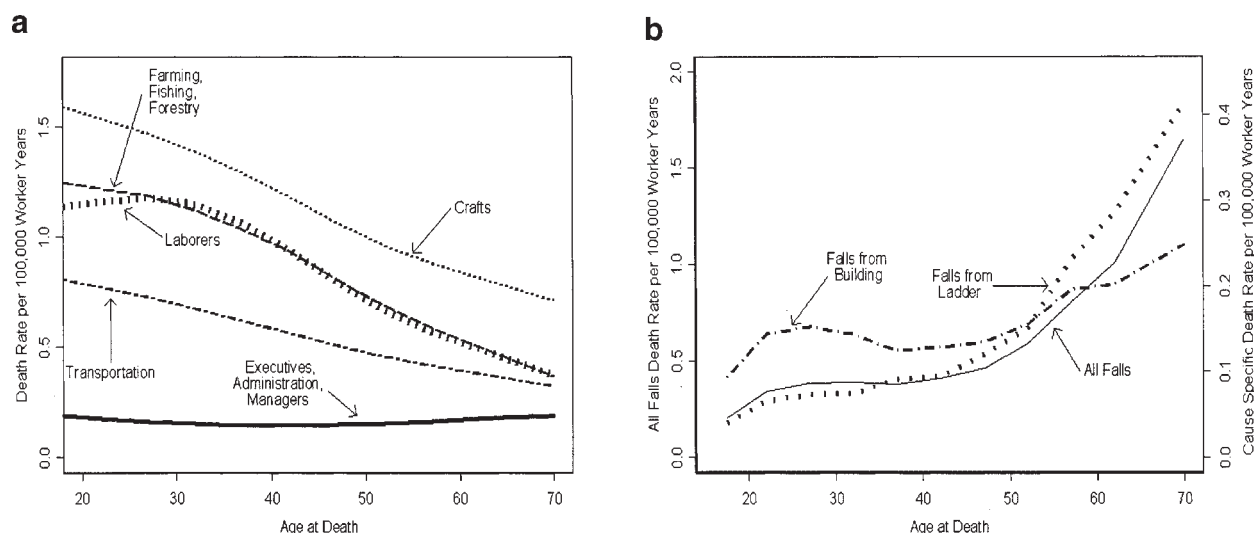 a
Farming,
Fishing,
Forestry
Laborers
Crafts
Transportation
Executives,
Administration,
Managers
Death Rate per 100,000 Worker Years
0.0
0.5
1.0
1.5
20
30
40
50
60
70
Age at Death
b
Falls from
Building
Falls from
Ladder
All Falls
All Falls Death Rate per 100,000 Worker Years
0.0
0.5
1.0
1.5
2.0
Cause Specific Death Rate per 100,000 Worker Years
0.0
0.1
0.2
0.3
0.4
20
30
40
50
60
70
Age at Death